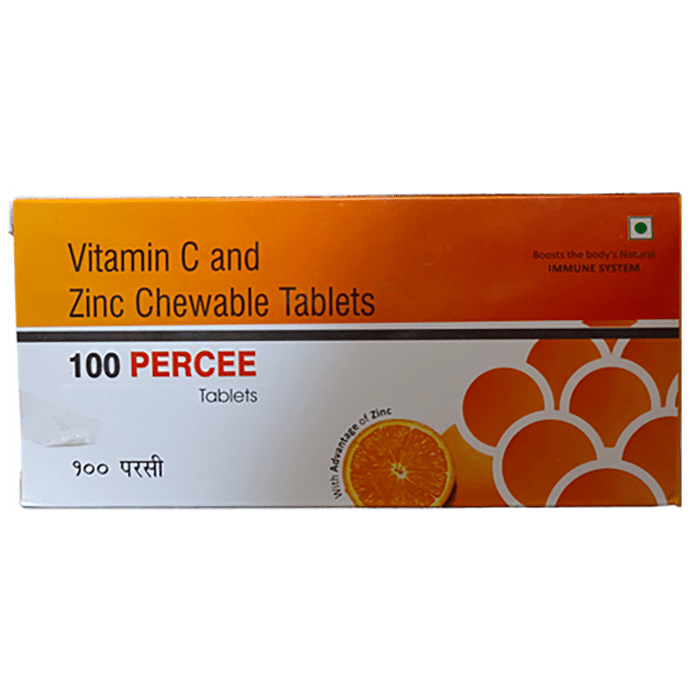 Vitamin C and
Zinc Chewable Tablets
Boosts the body's Natural
IMMUNE SYSTEM
100 PERCEE
Tablets
With Advantage of Zinc
१०० परसी